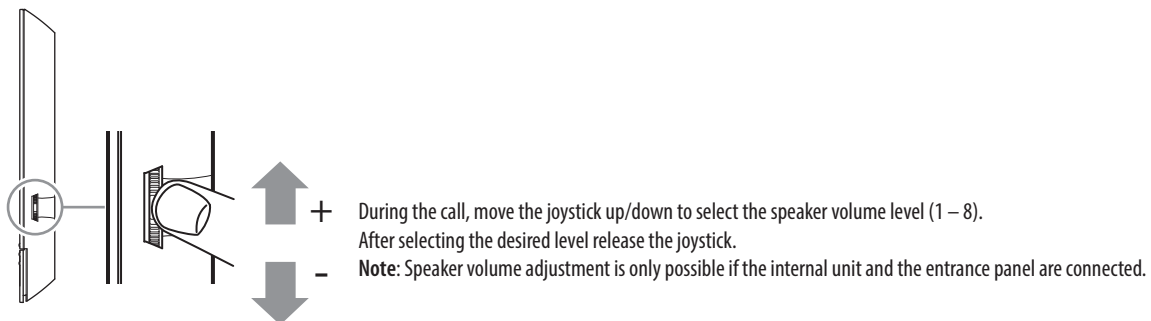 +
During the call, move the joystick up/down to select the speaker volume level (1 – 8).
After selecting the desired level release the joystick.
-
Note: Speaker volume adjustment is only possible if the internal unit and the entrance panel are connected.